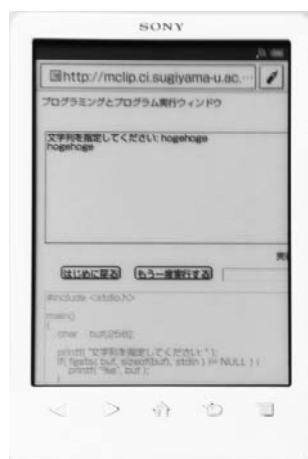 SONY
http://mclip.ci.sugiyama-u.ac.…
プログラミングとプログラム実行ウィンドウ
文字列を指定してください: hogehoge
hogehoge
実
はじめに戻る もう一度実行する
#include <stdio.h>
main()
{
char buf[256];
printf( "文字列を指定してください: " );
if( fgets( buf, sizeof(buf), stdin ) != NULL ) {
printf( "%s", buf );
}